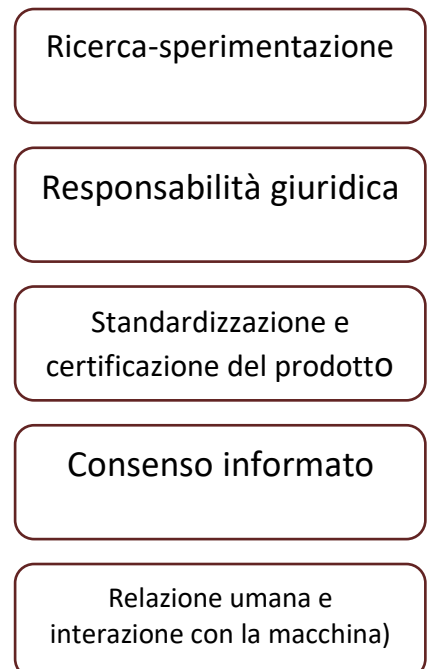 Ricerca-sperimentazione
Responsabilità giuridica
Standardizzazione e
certificazione del prodotto
Consenso informato
Relazione umana e
interazione con la macchina)